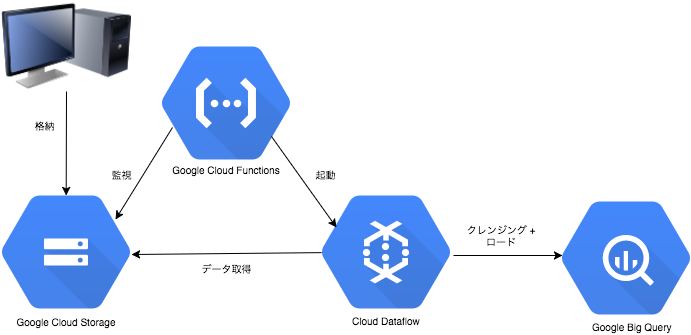 格納
Google Cloud Functions
監視
起動
クレンジング +
ロード
データ取得
Google Cloud Storage
Cloud Dataflow
Google Big Query